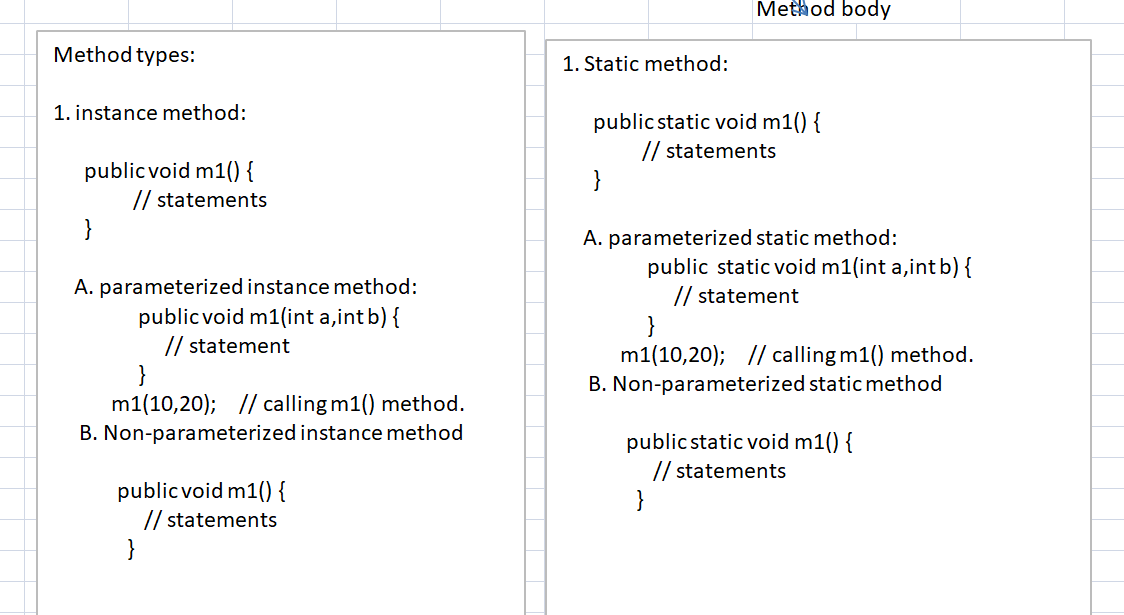 Method body
Method types:
1. instance method:
public void m1() {
// statements
}
A. parameterized instance method:
public void m1(int a,int b) {
// statement
}
m1(10,20); // calling m1() method.
B. Non-parameterized instance method
public void m1() {
// statements
}
1. Static method:
public static void m1() {
// statements
}
A. parameterized static method:
public static void m1(int a,int b) {
// statement
}
m1(10,20); // calling m1() method.
B. Non-parameterized static method
public static void m1() {
// statements
}